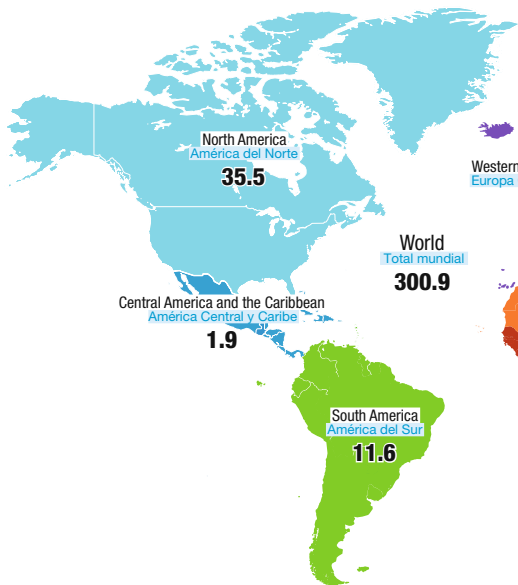 North America
América del Norte
35.5
Western
Europa
World
Total mundial
300.9
Central America and the Caribbean
América Central y Caribe
1.9
South America
América del Sur
11.6